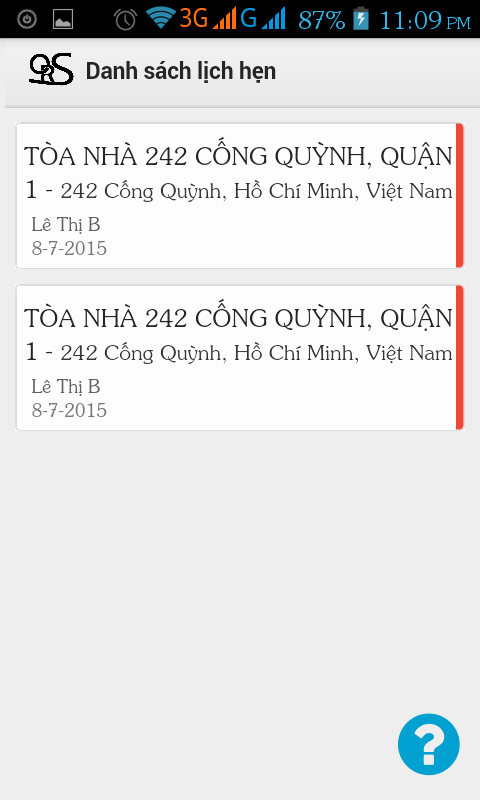 3G G 87% 11:09 PM
ORS Danh sách lịch hẹn
TÒA NHÀ 242 CỐNG QUỲNH, QUẬN
1 - 242 Cống Quỳnh, Hồ Chí Minh, Việt Nam
Lê Thị B
8-7-2015
TÒA NHÀ 242 CỐNG QUỲNH, QUẬN
1 - 242 Cống Quỳnh, Hồ Chí Minh, Việt Nam
Lê Thị B
8-7-2015
?